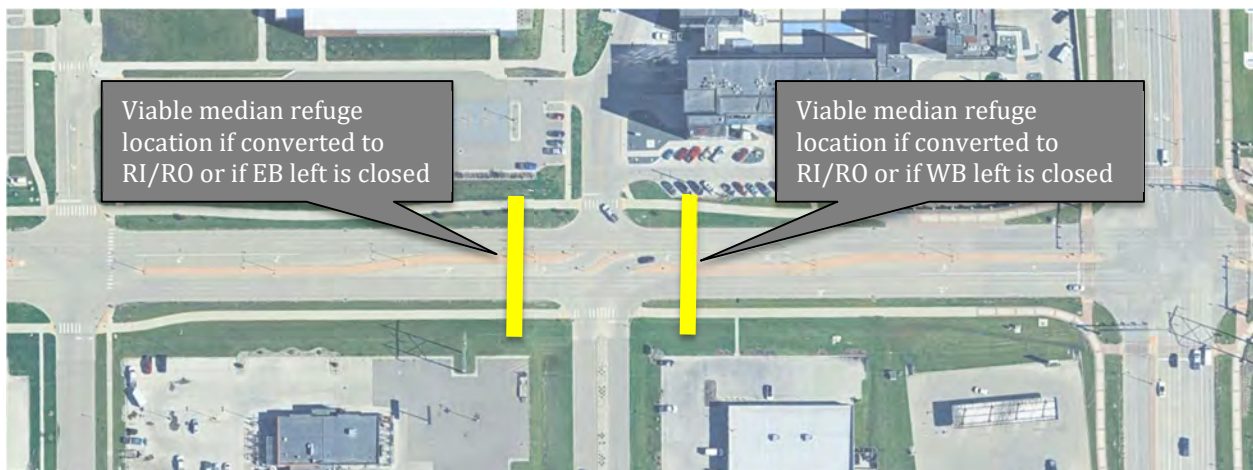 Viable median refuge
location if converted to
RI/RO or if EB left is closed
Viable median refuge
location if converted to
RI/RO or if WB left is closed